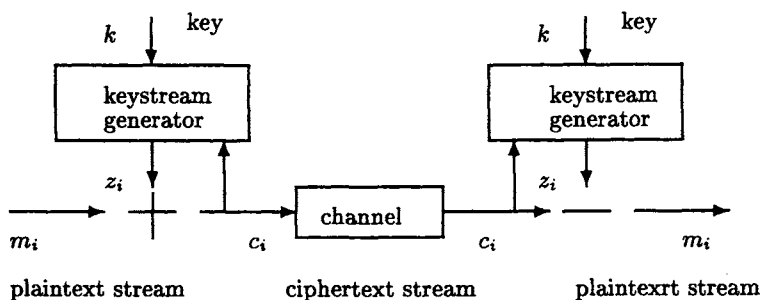 k key k key
keystream generator keystream generator
z_i z_i
channel
m_i c_i c_i m_i
plaintext stream ciphertext stream plaintexrt stream